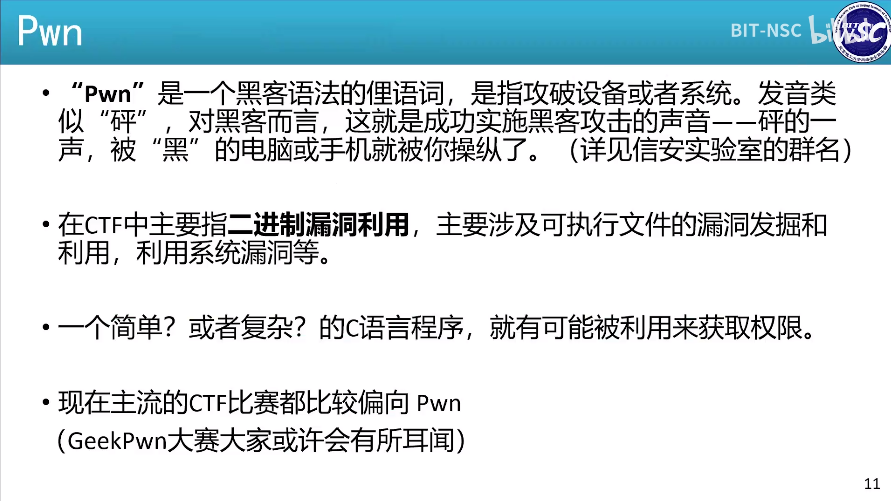 Pwn
BIT-NSC
• “Pwn”是一个黑客语法的俚语词，是指攻破设备或者系统。发音类
似“砰”，对黑客而言，这就是成功实施黑客攻击的声音——砰的一
声，被“黑”的电脑或手机就被你操纵了。（详见信安实验室的群名）
• 在CTF中主要指二进制漏洞利用，主要涉及可执行文件的漏洞发掘和
利用，利用系统漏洞等。
• 一个简单？或者复杂？的C语言程序，就有可能被利用来获取权限。
• 现在主流的CTF比赛都比较偏向 Pwn
（GeekPwn大赛大家或许会有所耳闻）
11